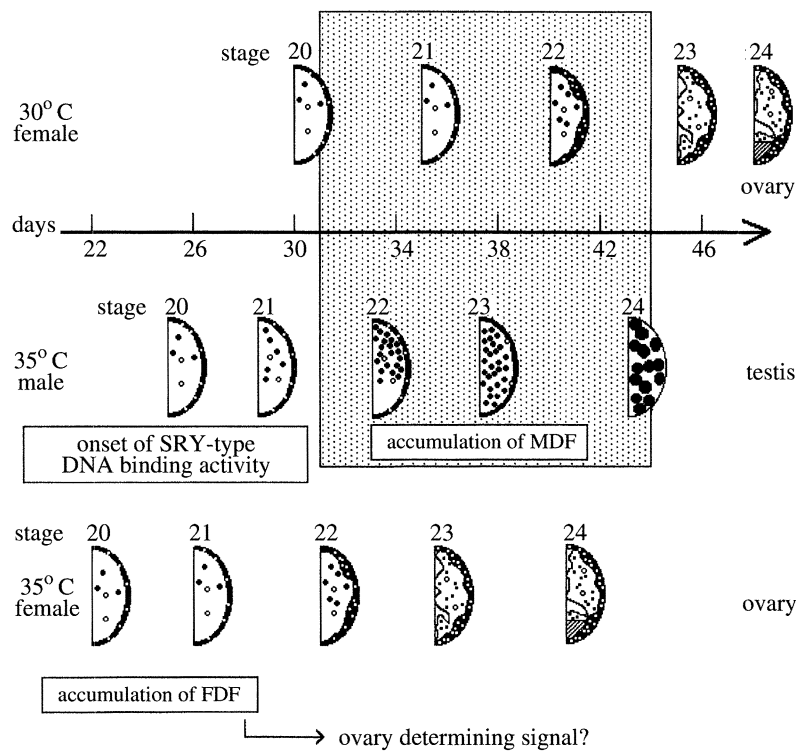 stage 20 21 22 23 24
30° C
female
ovary
days
22 26 30 34 38 42 46
stage 20 21 22 23 24
35° C
male
testis
onset of SRY-type
DNA binding activity
accumulation of MDF
stage 20 21 22 23 24
35° C
female
ovary
accumulation of FDF
ovary determining signal?